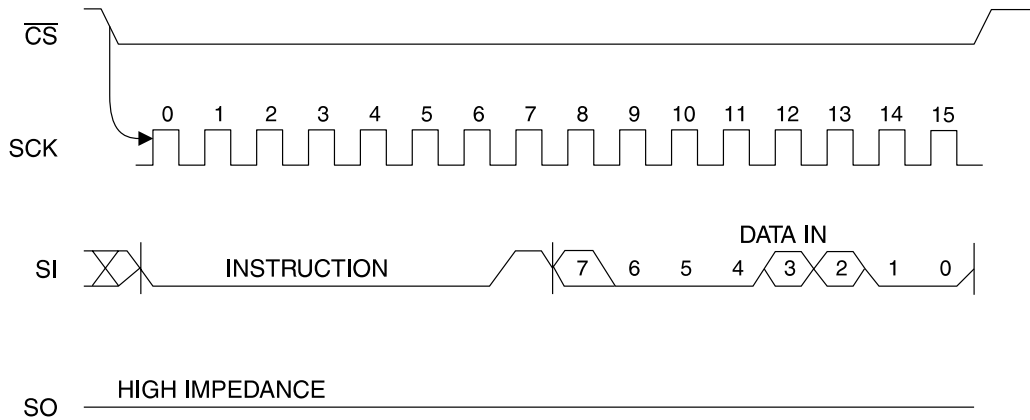 CS
0 1 2 3 4 5 6 7 8 9 10 11 12 13 14 15
SCK
DATA IN
SI INSTRUCTION 7 6 5 4 3 2 1 0
HIGH IMPEDANCE
SO